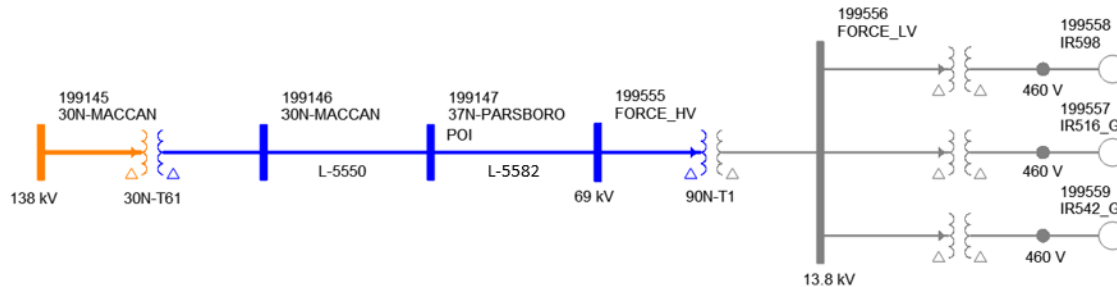 199145
30N-MACCAN
138 kV
30N-T61
199146
30N-MACCAN
L-5550
199147
37N-PARSBORO
POI
L-5582
199555
FORCE_HV
69 kV
90N-T1
199556
FORCE_LV
13.8 kV
199558
IR598
460 V
199557
IR516_G
460 V
199559
IR542_G
460 V